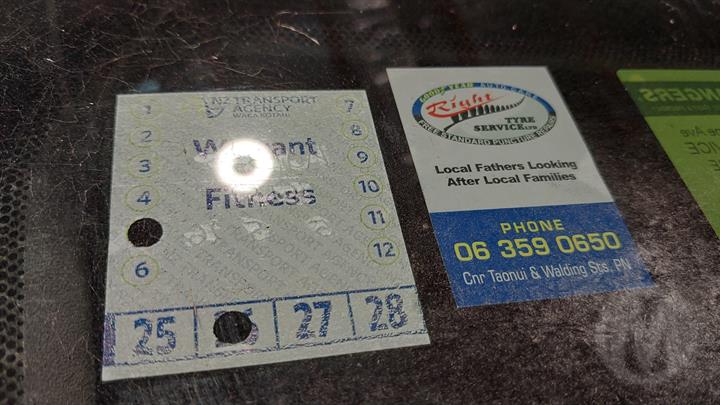 NZ TRANSPORT
AGENCY
WAKA KOTAHI
Fitness
1
2
3
4
6
7
8
9
10
11
12
25
27
28
GOOD YEAR AUTO CARE
Right
TYRE
SERVICE LTD
FREE STANDARD PUNCTURE REPAIR
Local Fathers Looking
After Local Families
PHONE
06 359 0650
Cnr Taonui & Walding Sts. PN